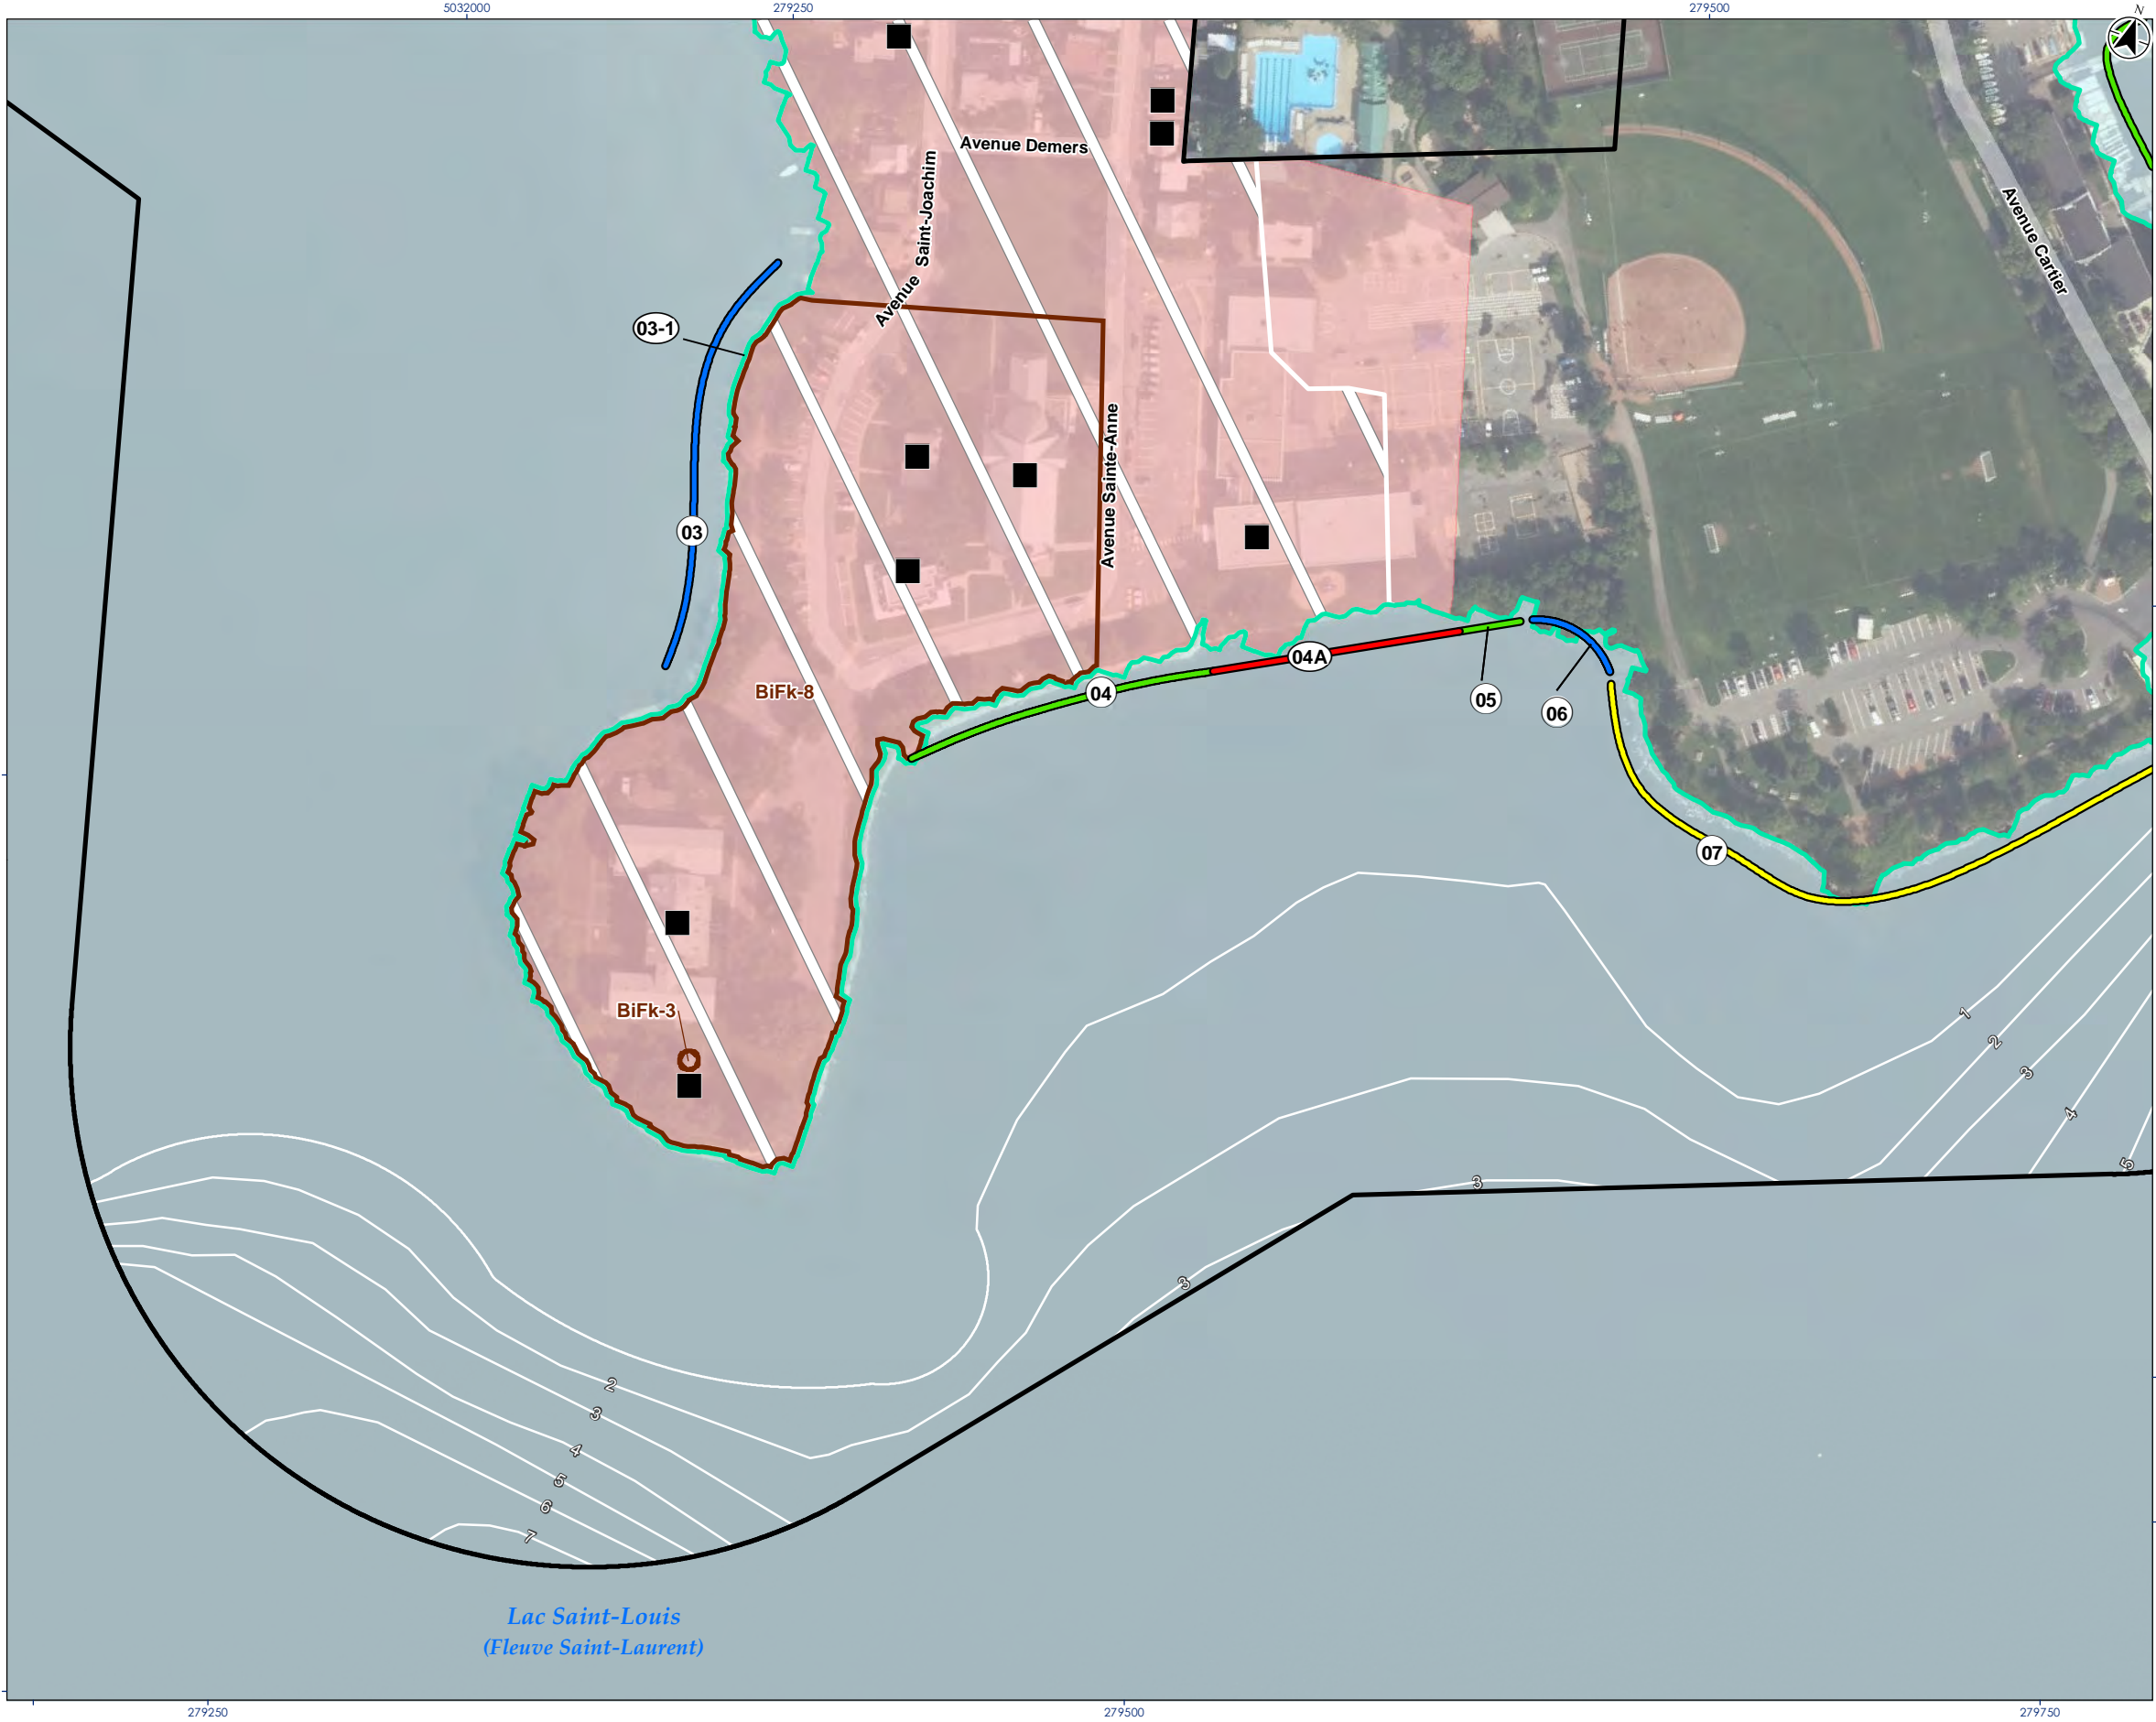 5032000
279250
279500
N
Avenue Demers
Avenue Saint-Joachim
Avenue Cartier
03-1
Avenue Sainte-Anne
03
04A
04
05
06
BiFk-8
07
BiFk-3
1
2
3
4
5
3
3
2
3
4
5
6
7
Lac Saint-Louis
(Fleuve Saint-Laurent)
279250
279500
279750